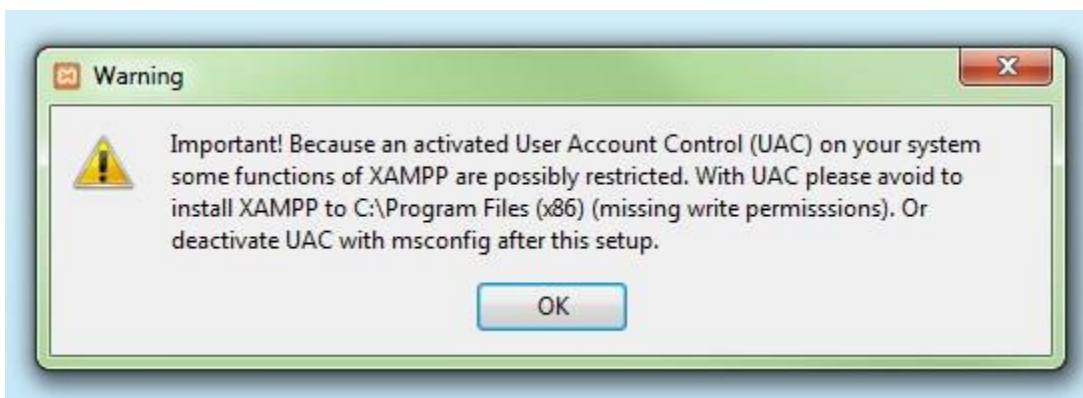 Warning
Important! Because an activated User Account Control (UAC) on your system
some functions of XAMPP are possibly restricted. With UAC please avoid to
install XAMPP to C:\Program Files (x86) (missing write permisssions). Or
deactivate UAC with msconfig after this setup.
OK